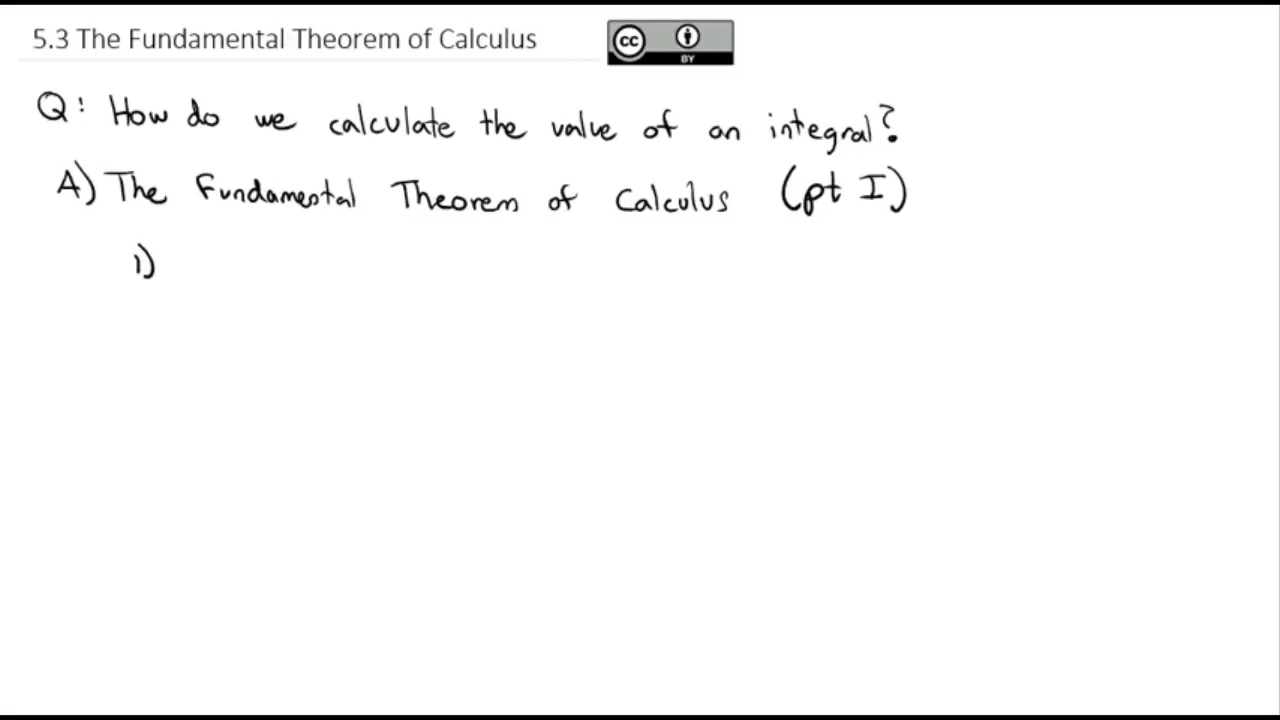 5.3 The Fundamental Theorem of Calculus
cc BY
Q: How do we calculate the value of an integral?
A) The Fundamental Theorem of Calculus (pt I)
1)